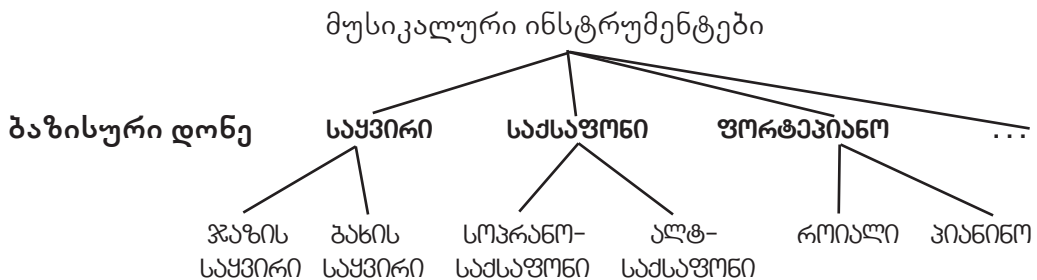 მუსიკალური ინსტრუმენტები
ბაზისური დონე საყვირი საქსაფონი ფორტეპიანო ...
ჯაზის ბახის სოპრანო- ალტ- როიალი პიანინო
საყვირი საყვირი საქსაფონი საქსაფონი